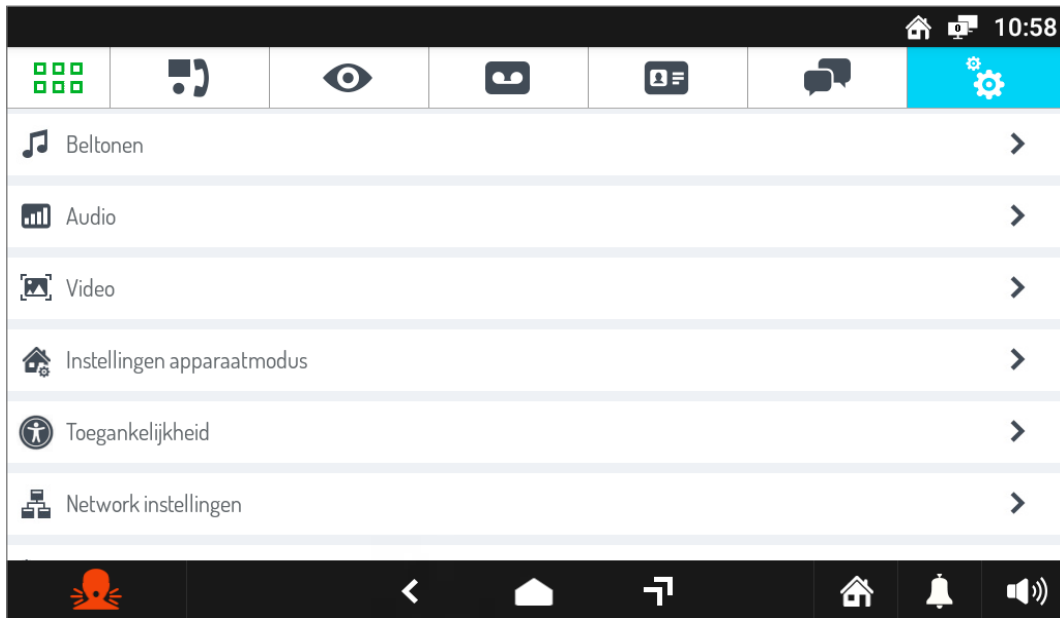 10:58
Beltonen
Audio
Video
Instellingen apparaatmodus
Toegankelijkheid
Network instellingen